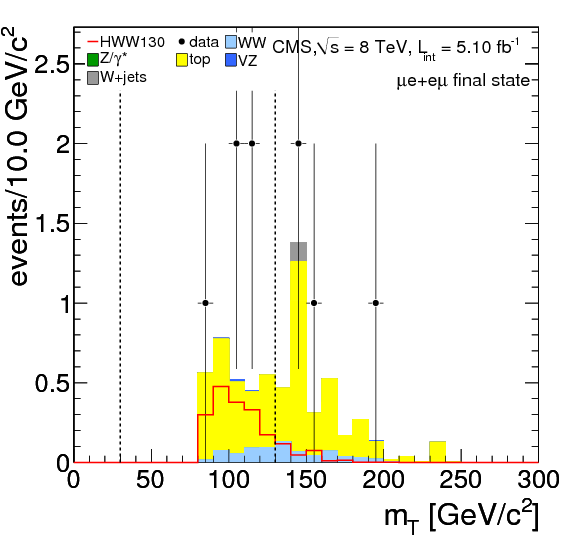 HWW130 data WW CMS,√s = 8 TeV, L_int = 5.10 fb⁻¹
Z/γ* top VZ
W+jets μe+eμ final state
events/10.0 GeV/c²
2.5
2
1.5
1
0.5
0
0 50 100 150 200 250 300
m_T [GeV/c²]